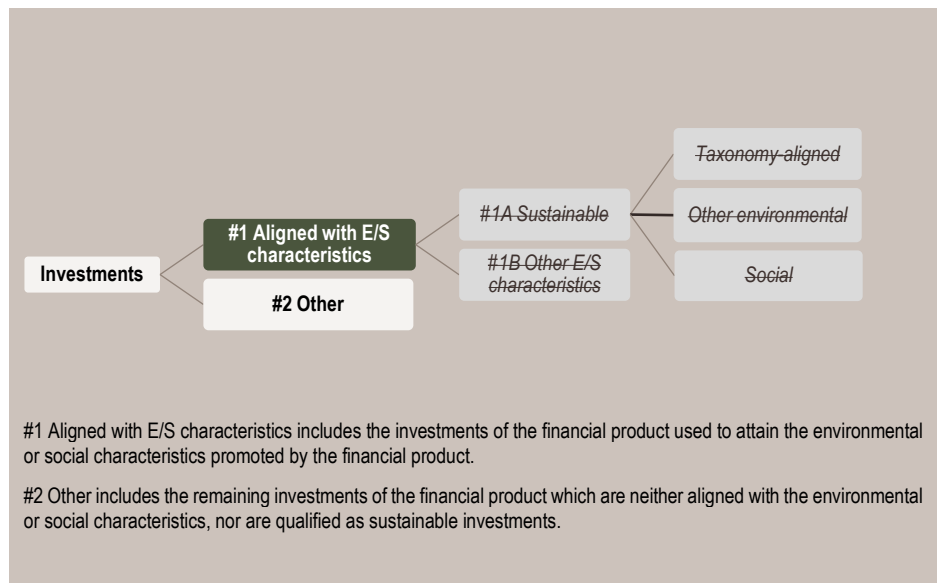 Investments
#1 Aligned with E/S
characteristics
#2 Other
#1A Sustainable
#1B Other E/S
characteristics
Taxonomy-aligned
Other environmental
Social
#1 Aligned with E/S characteristics includes the investments of the financial product used to attain the environmental
or social characteristics promoted by the financial product.
#2 Other includes the remaining investments of the financial product which are neither aligned with the environmental
or social characteristics, nor are qualified as sustainable investments.